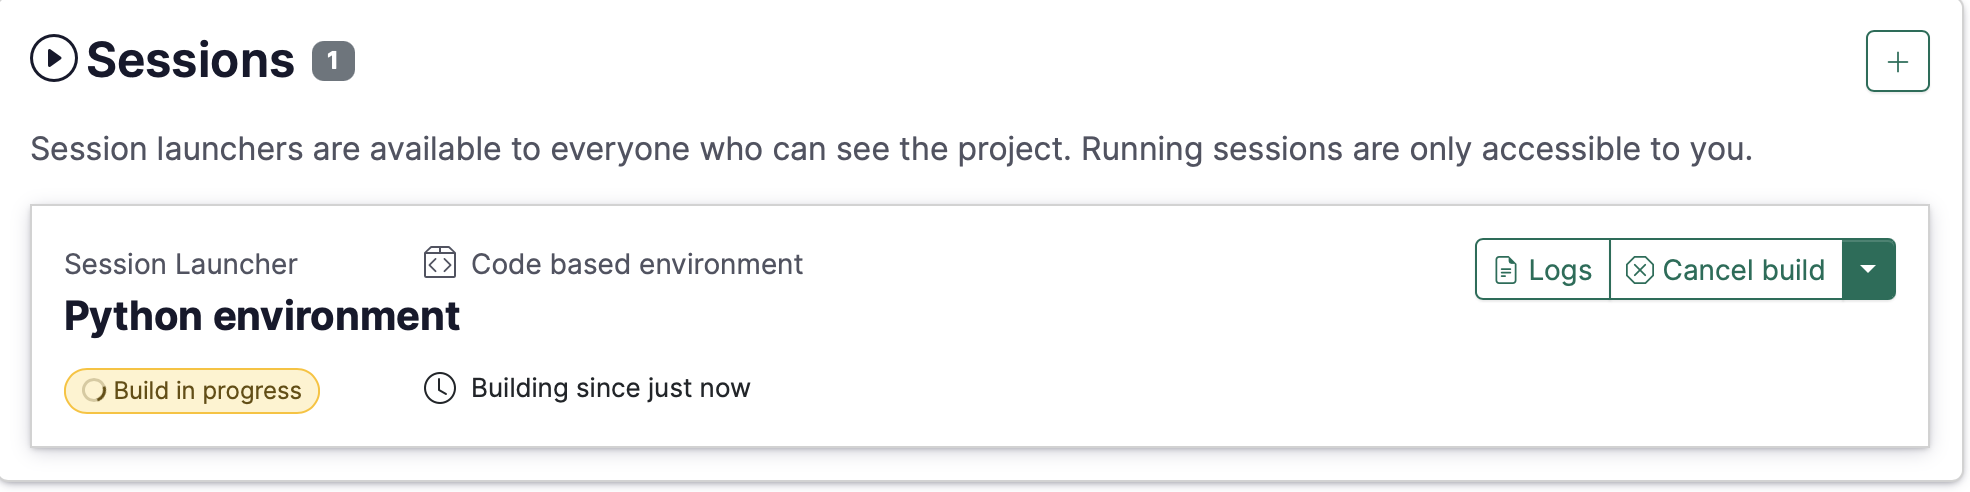 Sessions 1
Session launchers are available to everyone who can see the project. Running sessions are only accessible to you.
Session Launcher
Code based environment
Logs
Cancel build
Python environment
Build in progress
Building since just now